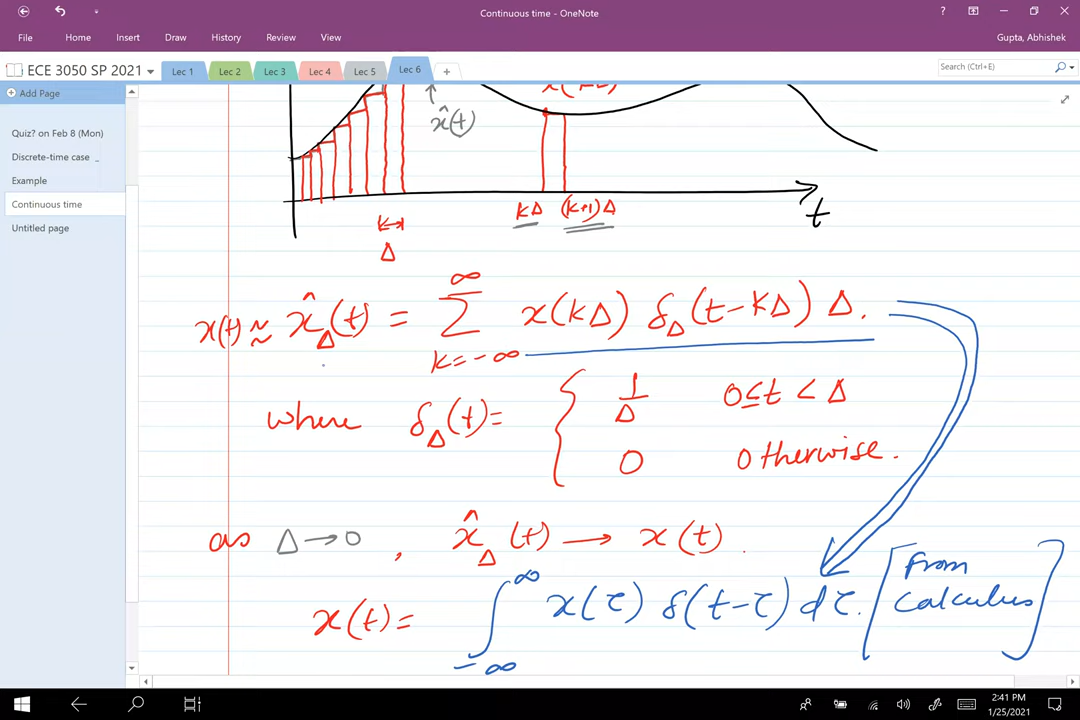 Continuous time - OneNote
?
File Home Insert Draw History Review View
Gupta, Abhishek
ECE 3050 SP 2021
Lec 1 Lec 2 Lec 3 Lec 4 Lec 5 Lec 6 +
Search (Ctrl+E)
Add Page
Quiz? on Feb 8 (Mon)
Discrete-time case _
Example
Continuous time
Untitled page
x̂(t)
kΔ (k+1)Δ
t
Δ
x(t) ≈ x̂_Δ(t) = ∑_{k=-∞}^{∞} x(kΔ) δ_Δ(t-kΔ) Δ.
where δ_Δ(t) = { 1/Δ 0≤t<Δ
0 otherwise.
as Δ→0, x̂_Δ(t) → x(t).
x(t) = ∫_{-∞}^{∞} x(τ) δ(t-τ) dτ. [From calculus]
2:41 PM
1/25/2021